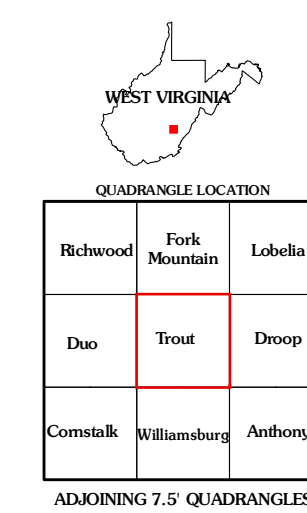 WEST VIRGINIA
QUADRANGLE LOCATION
Richwood
Fork
Mountain
Lobelia
Duo
Trout
Droop
Cornstalk
Williamsburg
Anthony
ADJOINING 7.5' QUADRANGLES